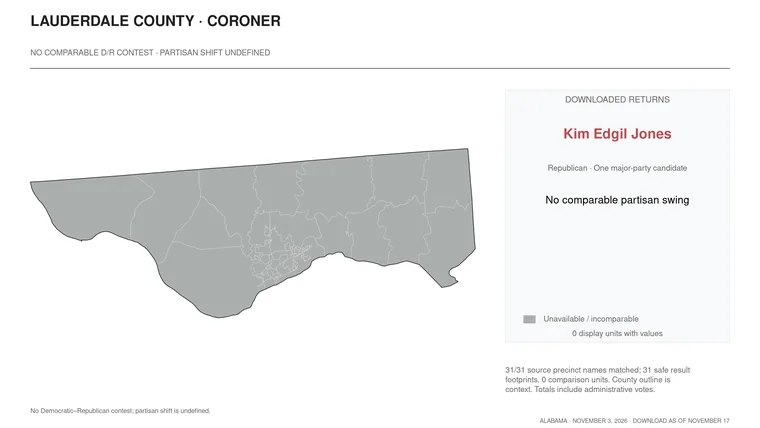 LAUDERDALE COUNTY · CORONER
NO COMPARABLE D/R CONTEST · PARTISAN SHIFT UNDEFINED
DOWNLOADED RETURNS
Kim Edgil Jones
Republican · One major-party candidate
No comparable partisan swing
Unavailable / incomparable
0 display units with values
31/31 source precinct names matched; 31 safe result
footprints. 0 comparison units. County outline is
context. Totals include administrative votes.
No Democratic–Republican contest; partisan shift is undefined.
ALABAMA · NOVEMBER 3, 2026 · DOWNLOAD AS OF NOVEMBER 17